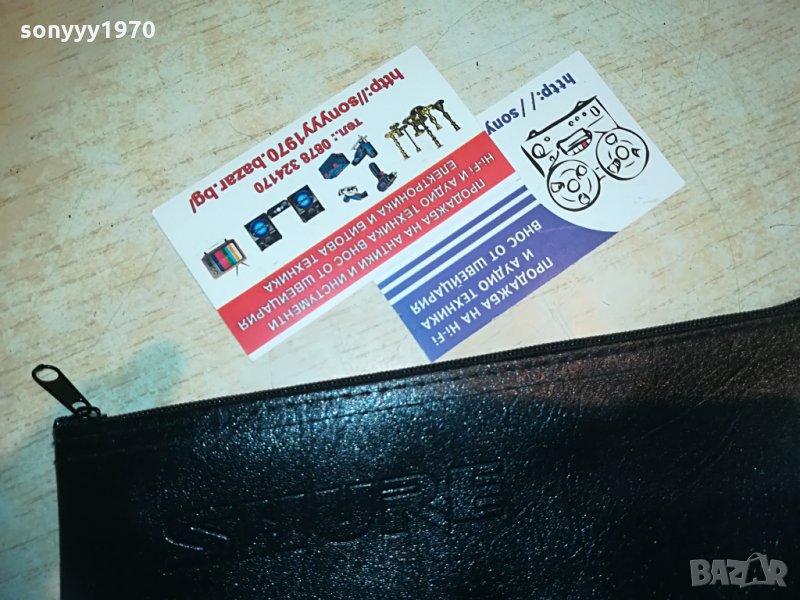 sonyyy1970
http://sonyyy1970.bazar.bg/
тел.: 0878 324170
ПРОДАЖБА НА АНТИКИ И ИНСТУМЕНТИ
Hi-Fi И АУДИО ТЕХНИКА ВНОС ОТ ШВЕЙЦАРИЯ
ЕЛЕКТРОНИКА И БИТОВА ТЕХНИКА
http://sony
ПРОДАЖБА НА Hi-Fi
И АУДИО ТЕХНИКА
ВНОС ОТ ШВЕЙЦАРИЯ
SHURE
BAZAR